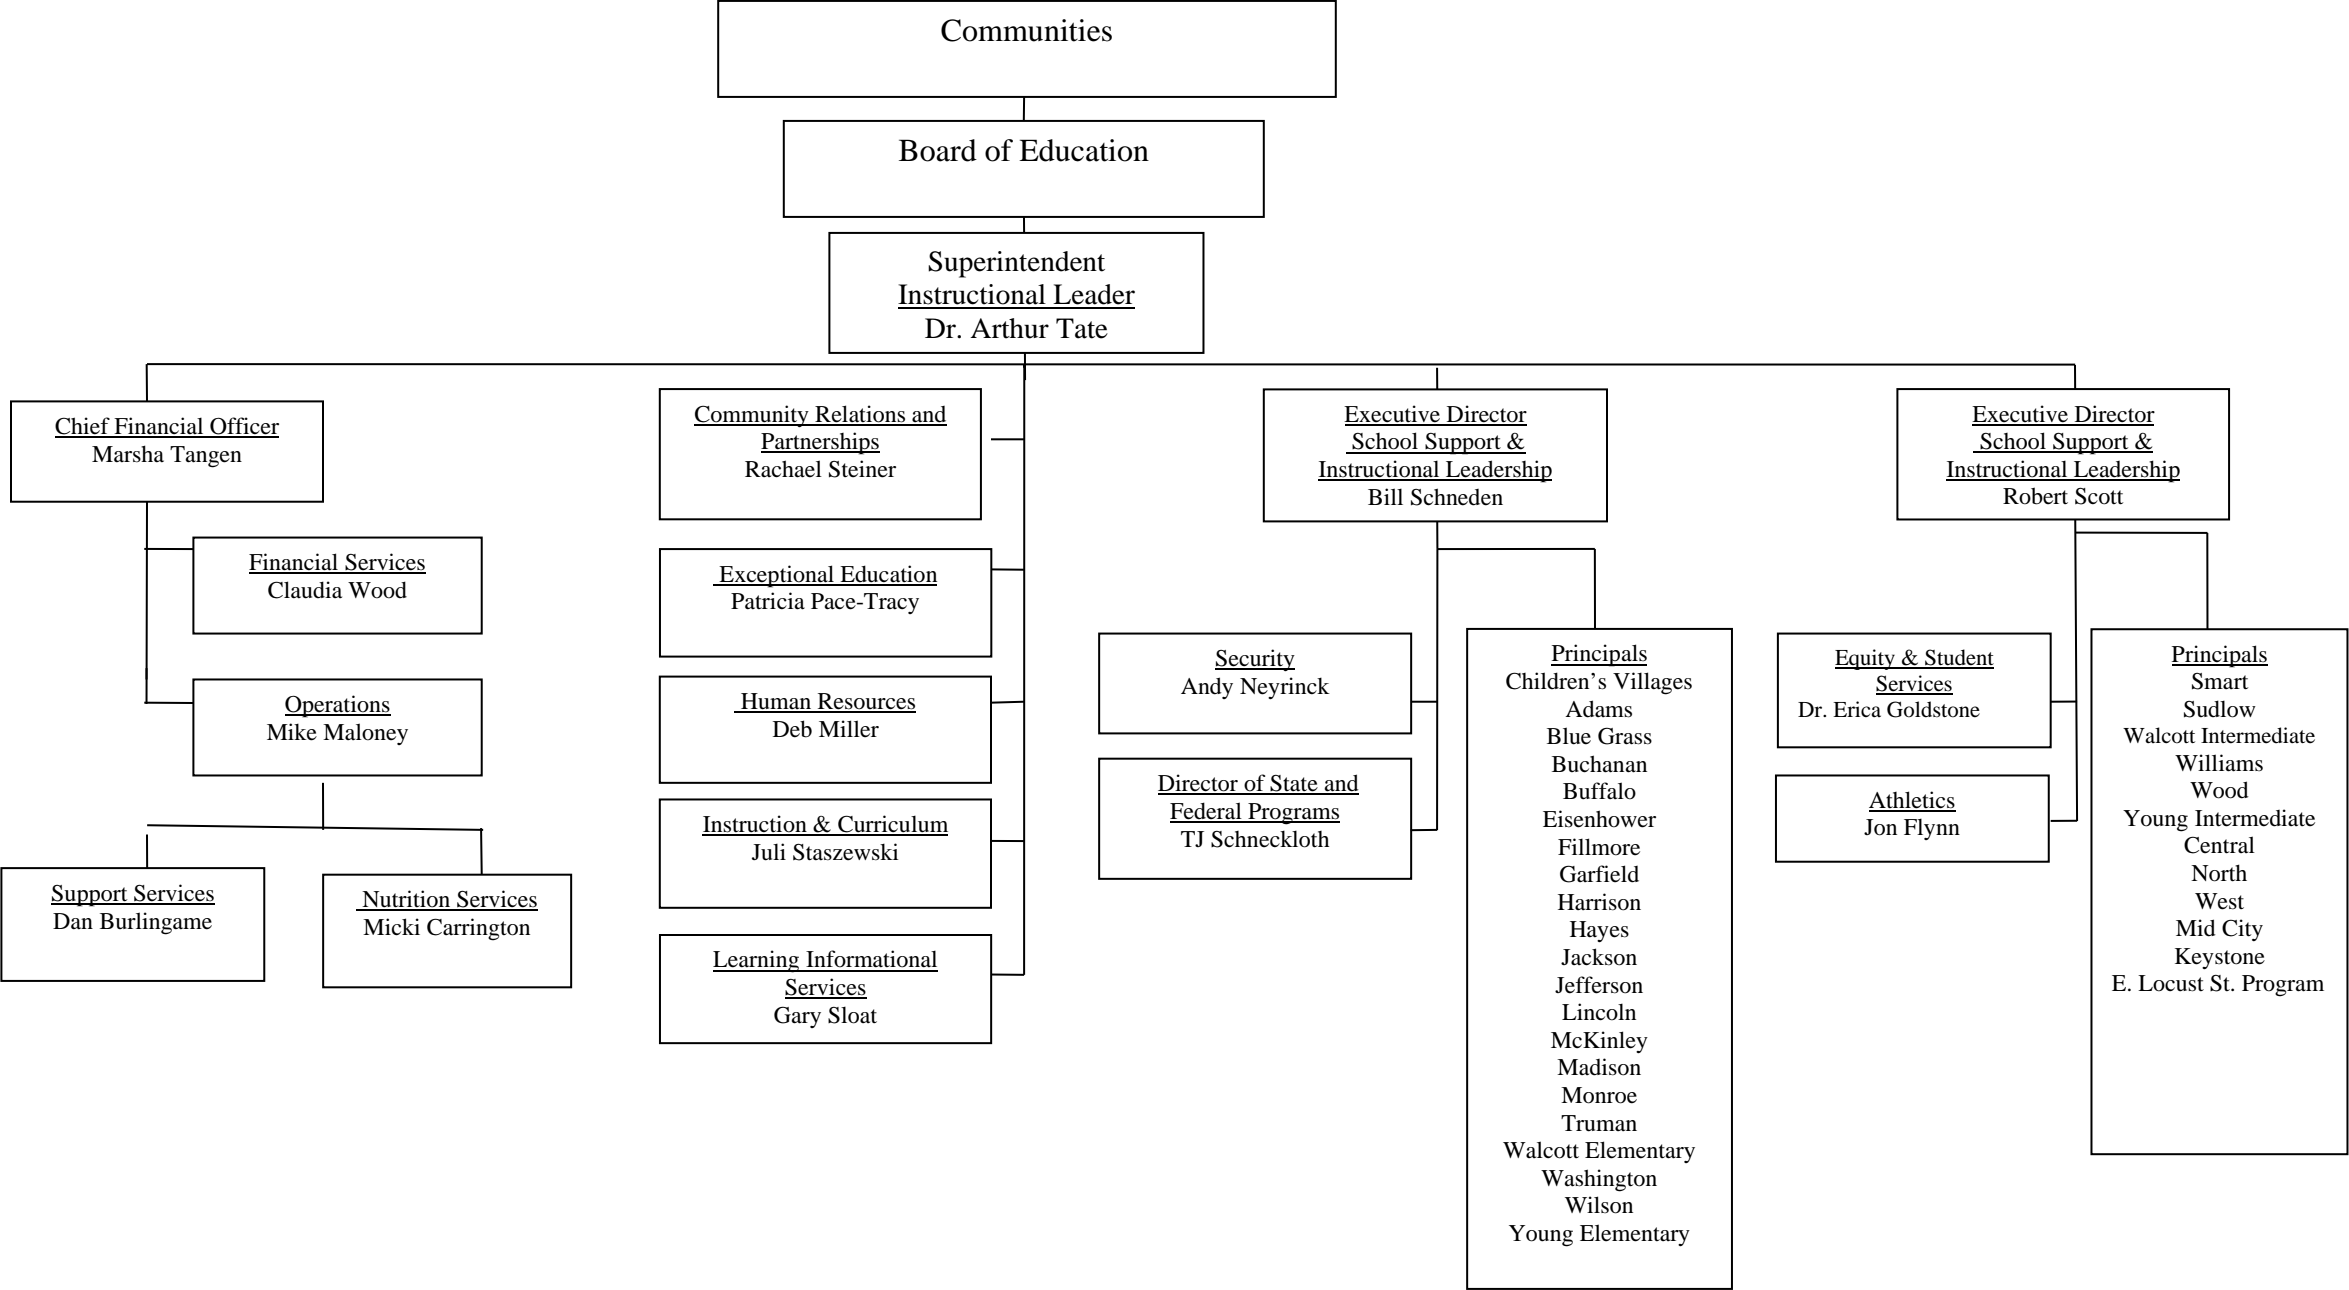 Communities
Board of Education
Superintendent
Instructional Leader
Dr. Arthur Tate
Chief Financial Officer
Marsha Tangen
Financial Services
Claudia Wood
Operations
Mike Maloney
Support Services
Dan Burlingame
Nutrition Services
Micki Carrington
Community Relations and
Partnerships
Rachael Steiner
Exceptional Education
Patricia Pace-Tracy
Human Resources
Deb Miller
Instruction & Curriculum
Juli Staszewski
Learning Informational
Services
Gary Sloat
Executive Director
School Support &
Instructional Leadership
Bill Schneden
Security
Andy Neyrinck
Director of State and
Federal Programs
TJ Schneckloth
Principals
Children’s Villages
Adams
Blue Grass
Buchanan
Buffalo
Eisenhower
Fillmore
Garfield
Harrison
Hayes
Jackson
Jefferson
Lincoln
McKinley
Madison
Monroe
Truman
Walcott Elementary
Washington
Wilson
Young Elementary
Executive Director
School Support &
Instructional Leadership
Robert Scott
Equity & Student
Services
Dr. Erica Goldstone
Athletics
Jon Flynn
Principals
Smart
Sudlow
Walcott Intermediate
Williams
Wood
Young Intermediate
Central
North
West
Mid City
Keystone
E. Locust St. Program